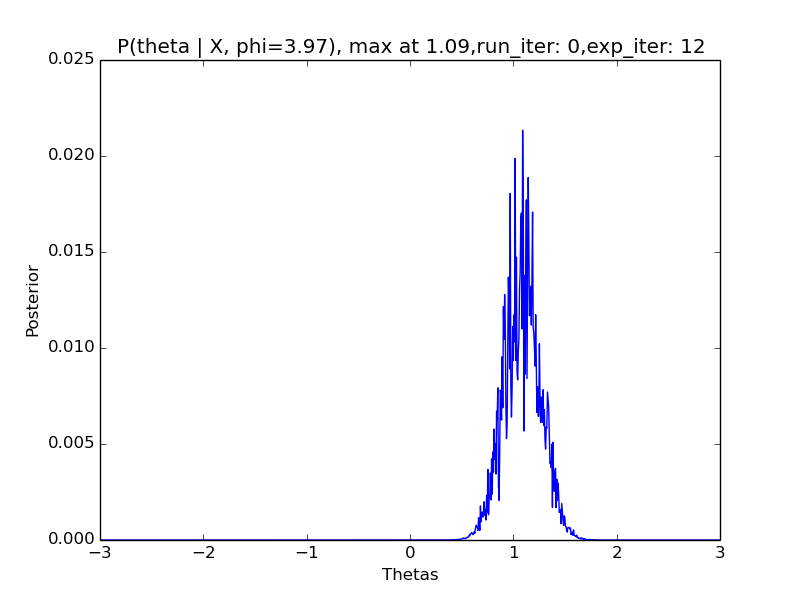 P(theta | X, phi=3.97), max at 1.09,run_iter: 0,exp_iter: 12
0.025
0.020
0.015
0.010
0.005
0.000
Posterior
−3 −2 −1 0 1 2 3
Thetas